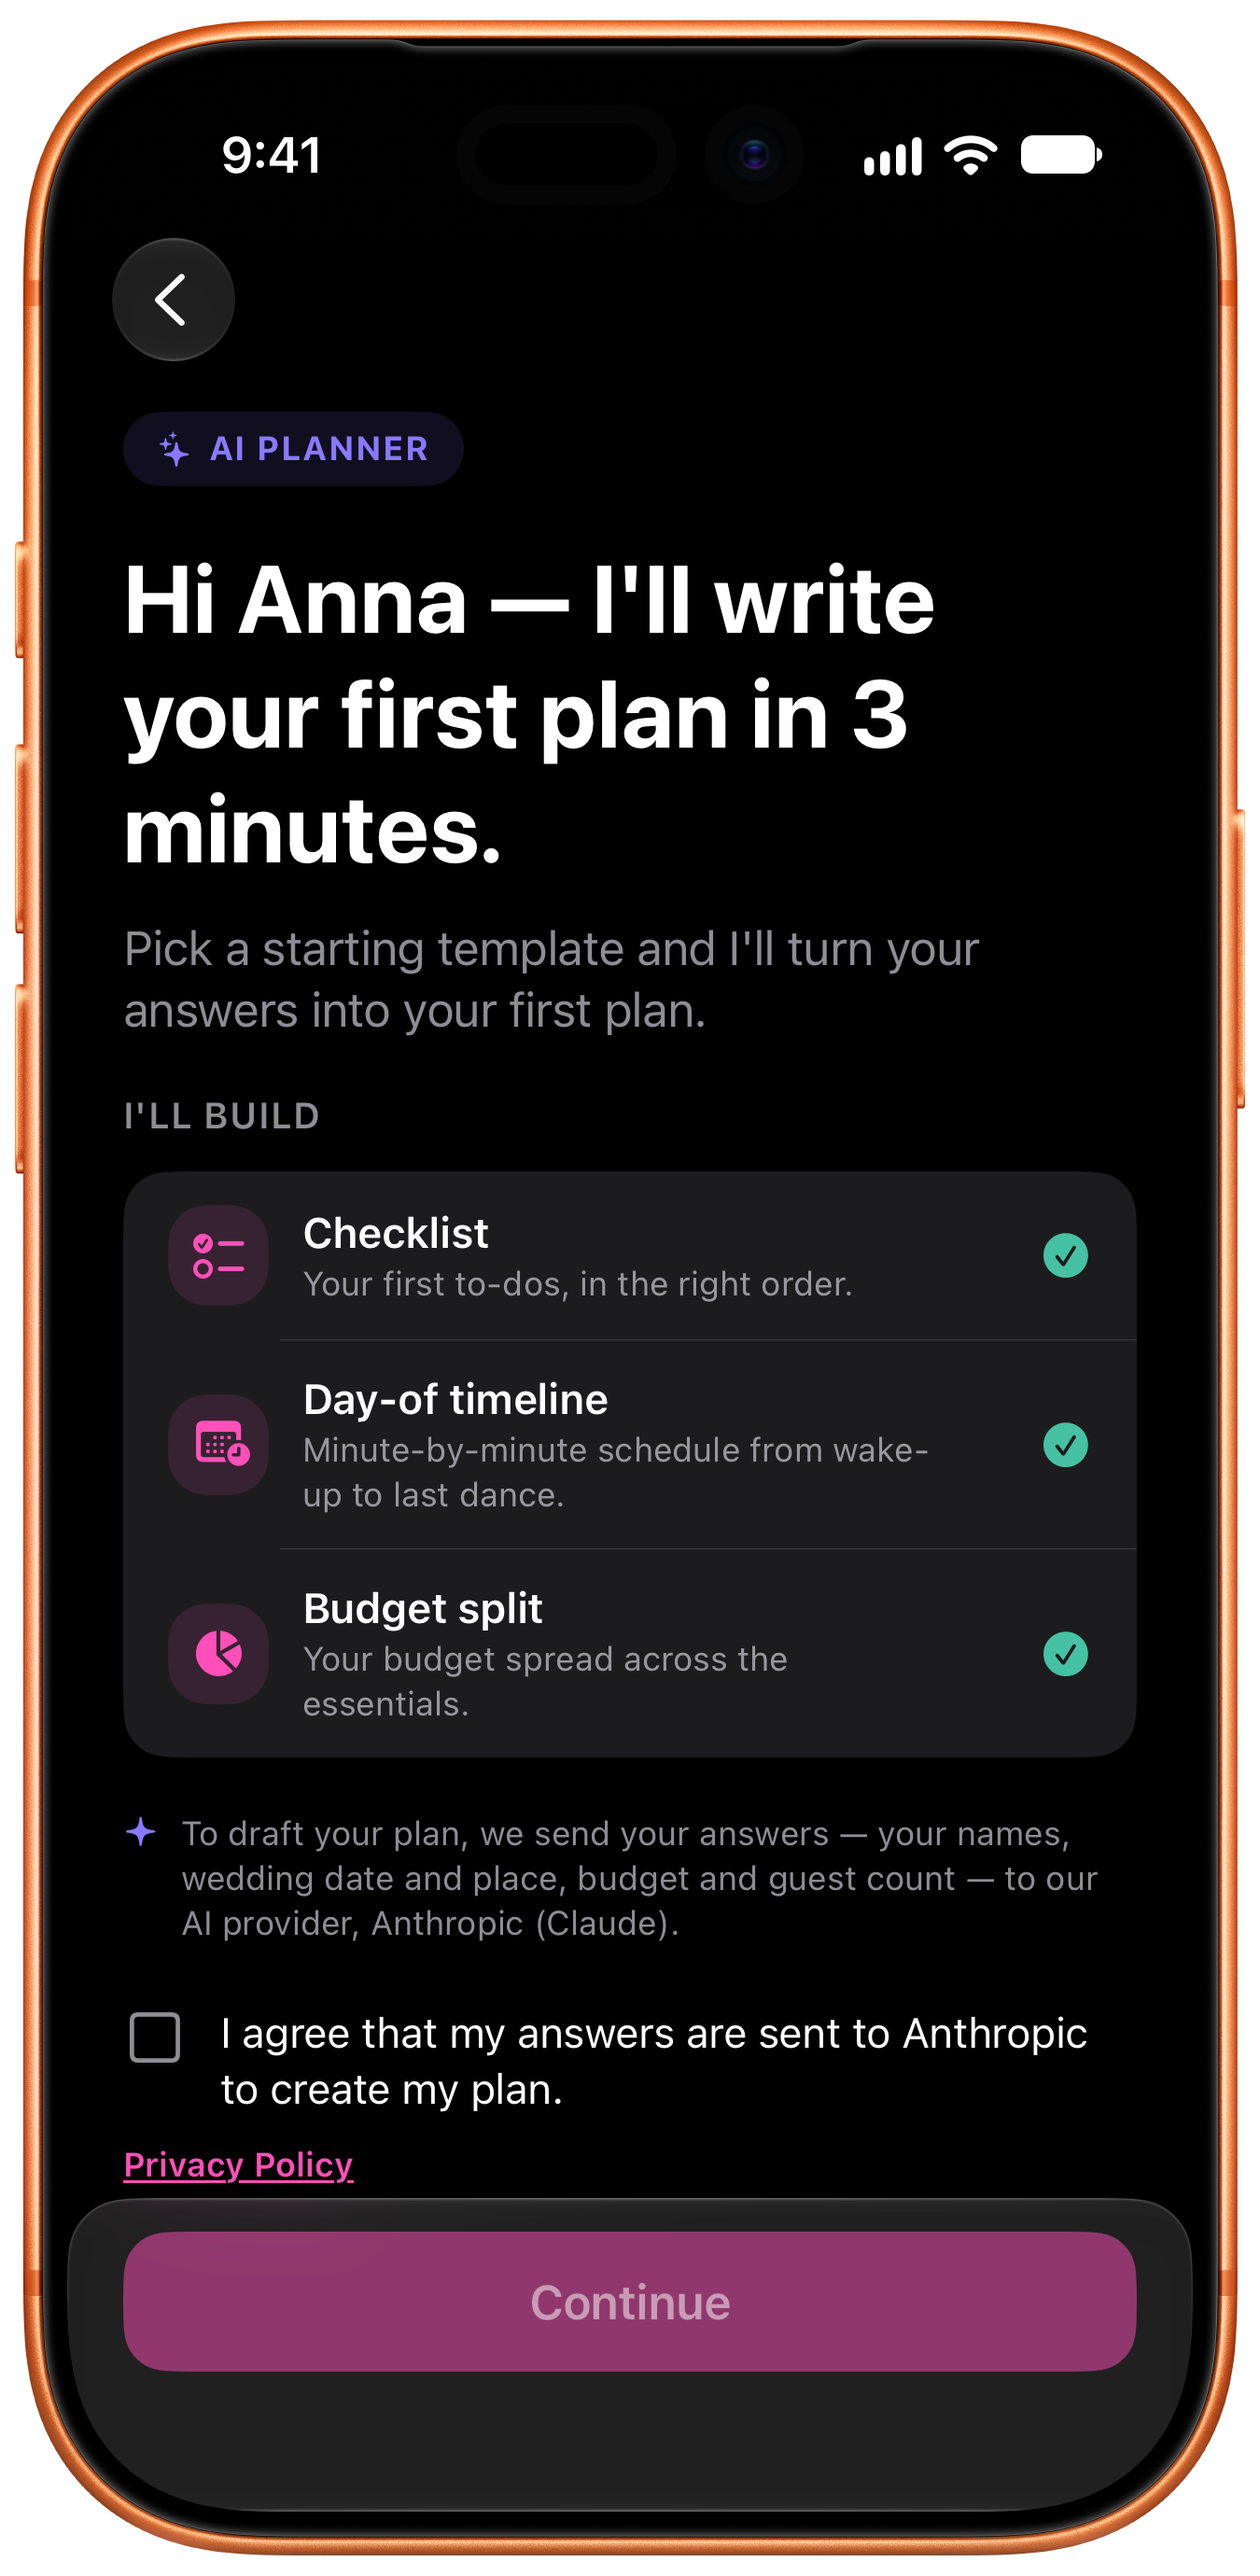 9:41
AI PLANNER
Hi Anna — I'll write
your first plan in 3
minutes.
Pick a starting template and I'll turn your
answers into your first plan.
I'LL BUILD
Checklist
Your first to-dos, in the right order.
Day-of timeline
Minute-by-minute schedule from wake-
up to last dance.
Budget split
Your budget spread across the
essentials.
To draft your plan, we send your answers — your names,
wedding date and place, budget and guest count — to our
AI provider, Anthropic (Claude).
I agree that my answers are sent to Anthropic
to create my plan.
Privacy Policy
Continue